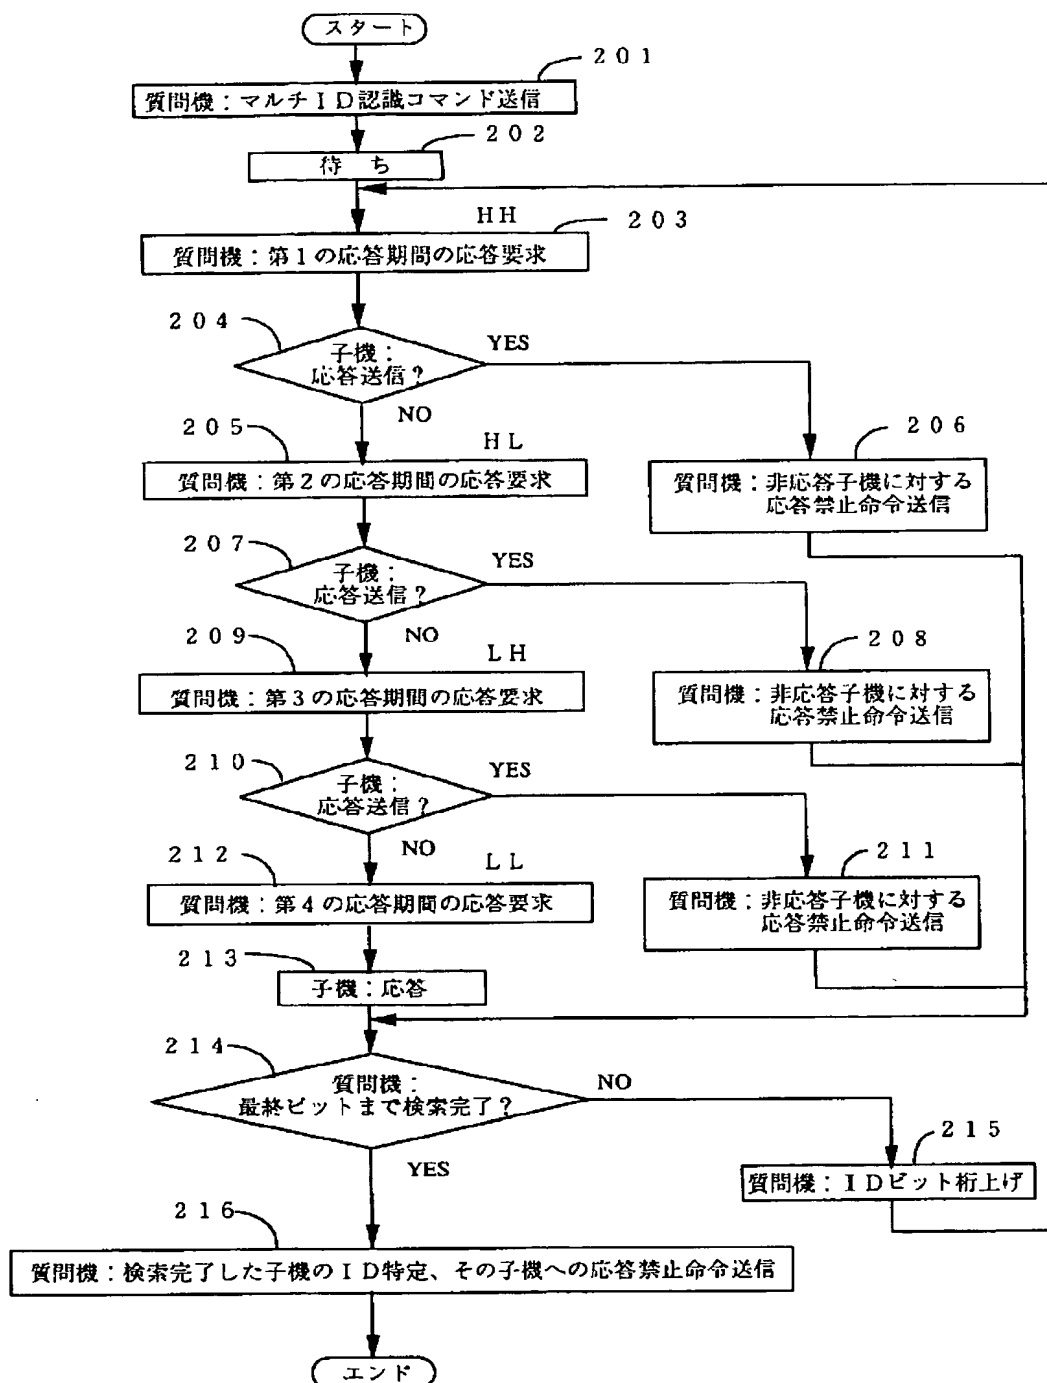 スタート
201
質問機：マルチＩＤ認識コマンド送信
202
待 ち
HH
203
質問機：第1の応答期間の応答要求
204
子機：
応答送信？
YES
NO
205
HL
206
質問機：第2の応答期間の応答要求
質問機：非応答子機に対する
応答禁止命令送信
207
子機：
応答送信？
YES
NO
209
LH
208
質問機：第3の応答期間の応答要求
質問機：非応答子機に対する
応答禁止命令送信
210
子機：
応答送信？
YES
NO
212
LL
211
質問機：第4の応答期間の応答要求
質問機：非応答子機に対する
応答禁止命令送信
213
子機：応答
214
質問機：
最終ビットまで検索完了？
NO
YES
215
質問機：ＩＤビット桁上げ
216
質問機：検索完了した子機のＩＤ特定、その子機への応答禁止命令送信
エンド